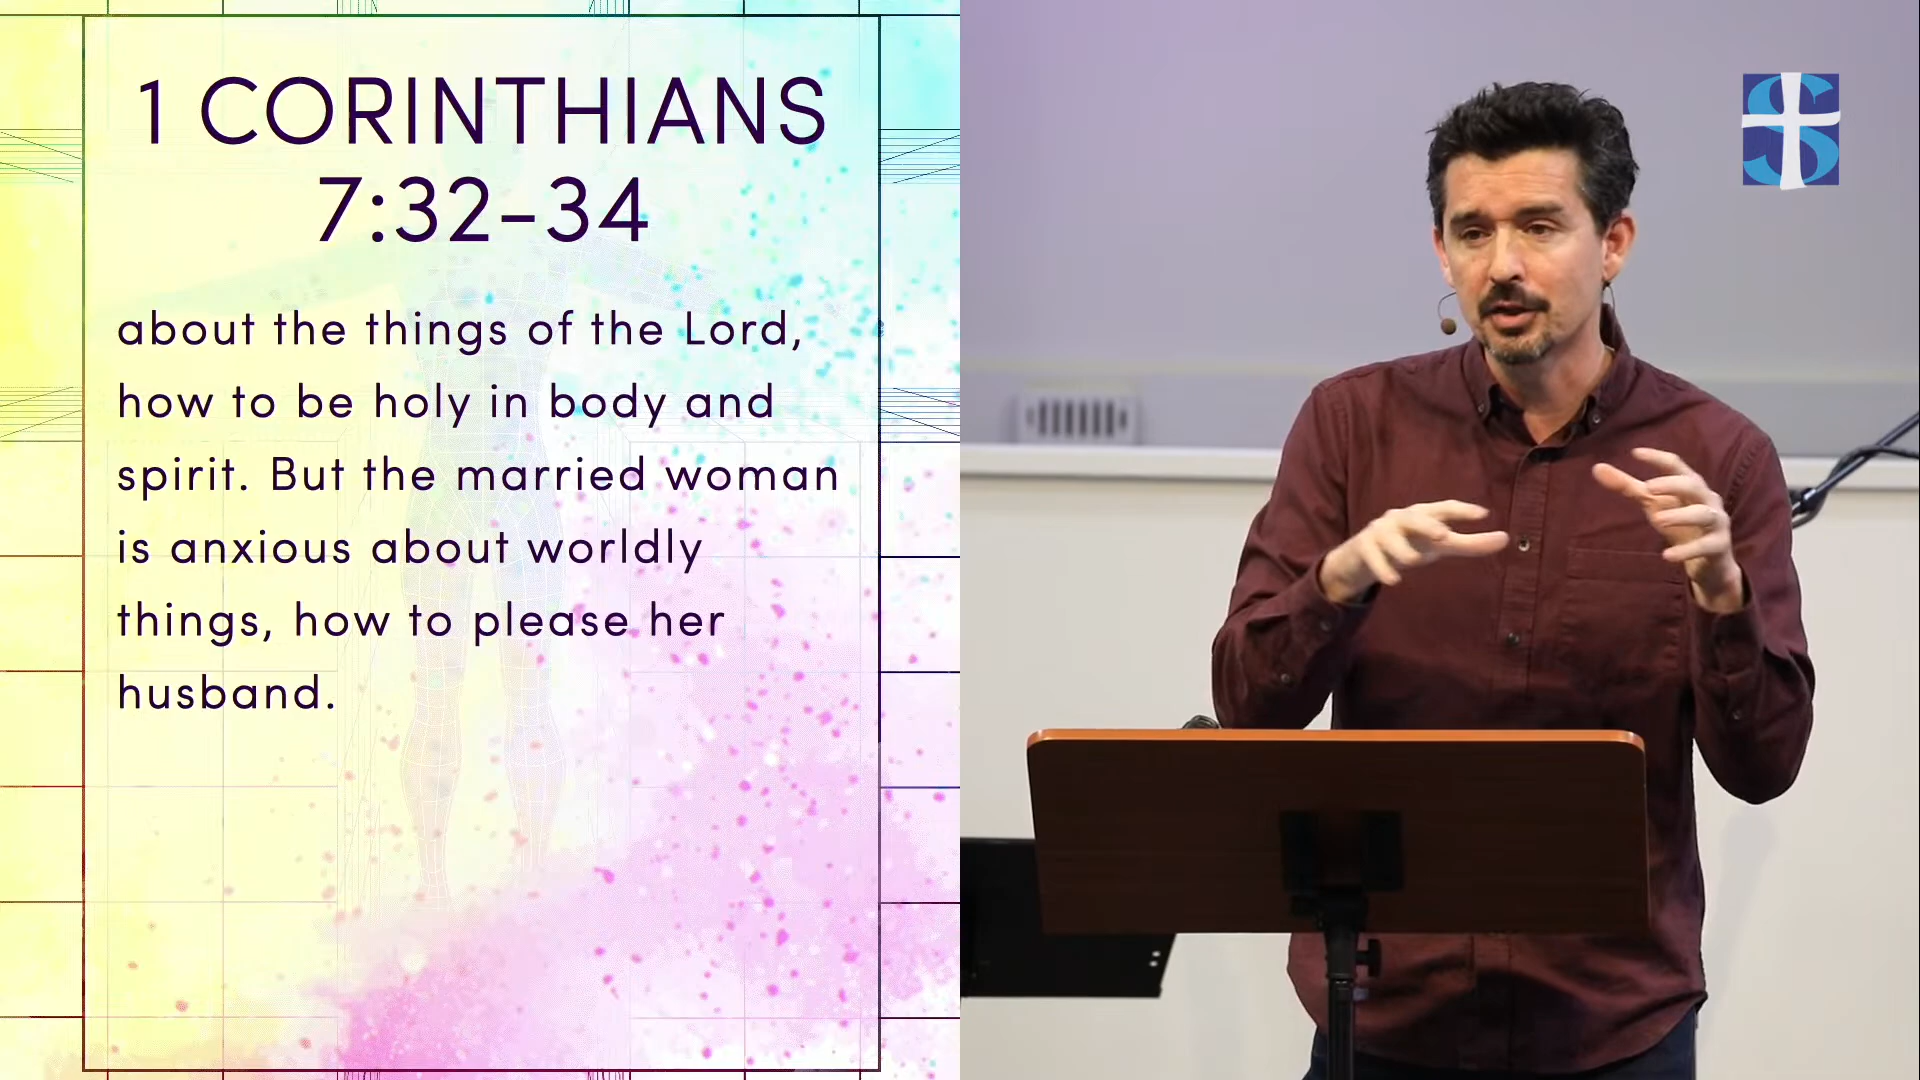 1 CORINTHIANS
7:32-34
about the things of the Lord,
how to be holy in body and
spirit. But the married woman
is anxious about worldly
things, how to please her
husband.
S